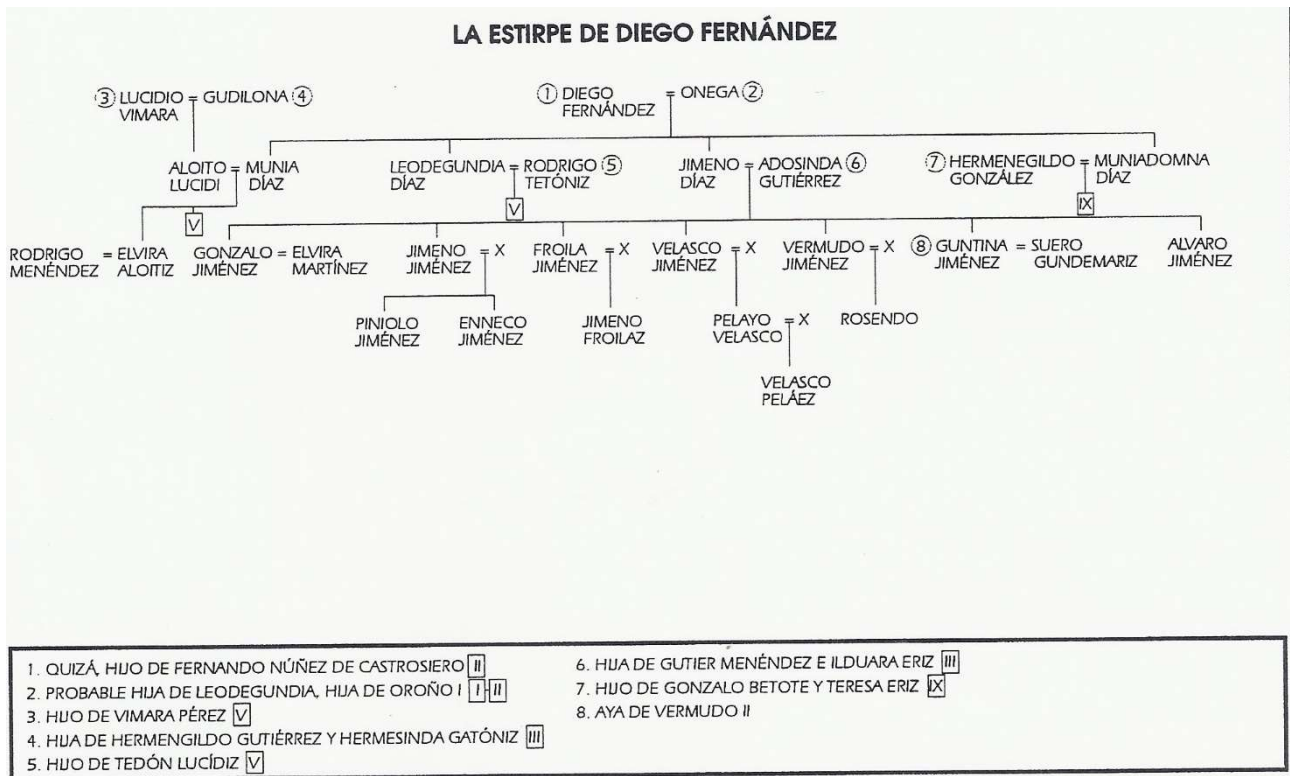 LA ESTIRPE DE DIEGO FERNÁNDEZ
③ LUCIDIO = GUDILONA ④
VIMARA
① DIEGO = ONEGA ②
FERNÁNDEZ
ALOITO = MUNIA
LUCIDI DÍAZ
LEODEGUNDIA = RODRIGO ⑤
DÍAZ TETÓNIZ
JIMENO = ADOSINDA ⑥
DÍAZ GUTIÉRREZ
⑦ HERMENEGILDO = MUNIADOMNA
GONZÁLEZ DÍAZ
V
V
IX
RODRIGO = ELVIRA
MENÉNDEZ ALOITIZ
GONZALO = ELVIRA
JIMÉNEZ MARTÍNEZ
JIMENO = X
JIMÉNEZ
FROILA = X
JIMÉNEZ
VELASCO = X
JIMÉNEZ
VERMUDO = X
JIMÉNEZ
⑧ GUNTINA = SUERO
JIMÉNEZ GUNDEMARIZ
ALVARO
JIMÉNEZ
PINIOLO
JIMÉNEZ
ENNECO
JIMÉNEZ
JIMENO
FROILAZ
PELAYO = X
VELASCO
ROSENDO
VELASCO
PELÁEZ
1. QUIZÁ, HIJO DE FERNANDO NÚÑEZ DE CASTROSIERO II
2. PROBABLE HIJA DE LEODEGUNDIA, HIJA DE OROÑO I I-II
3. HIJO DE VIMARA PÉREZ V
4. HIJA DE HERMENGILDO GUTIÉRREZ Y HERMESINDA GATÓNIZ III
5. HIJO DE TEDÓN LUCÍDIZ V
6. HIJA DE GUTIER MENÉNDEZ E ILDUARA ERIZ III
7. HIJO DE GONZALO BETOTE Y TERESA ERIZ IX
8. AYA DE VERMUDO II